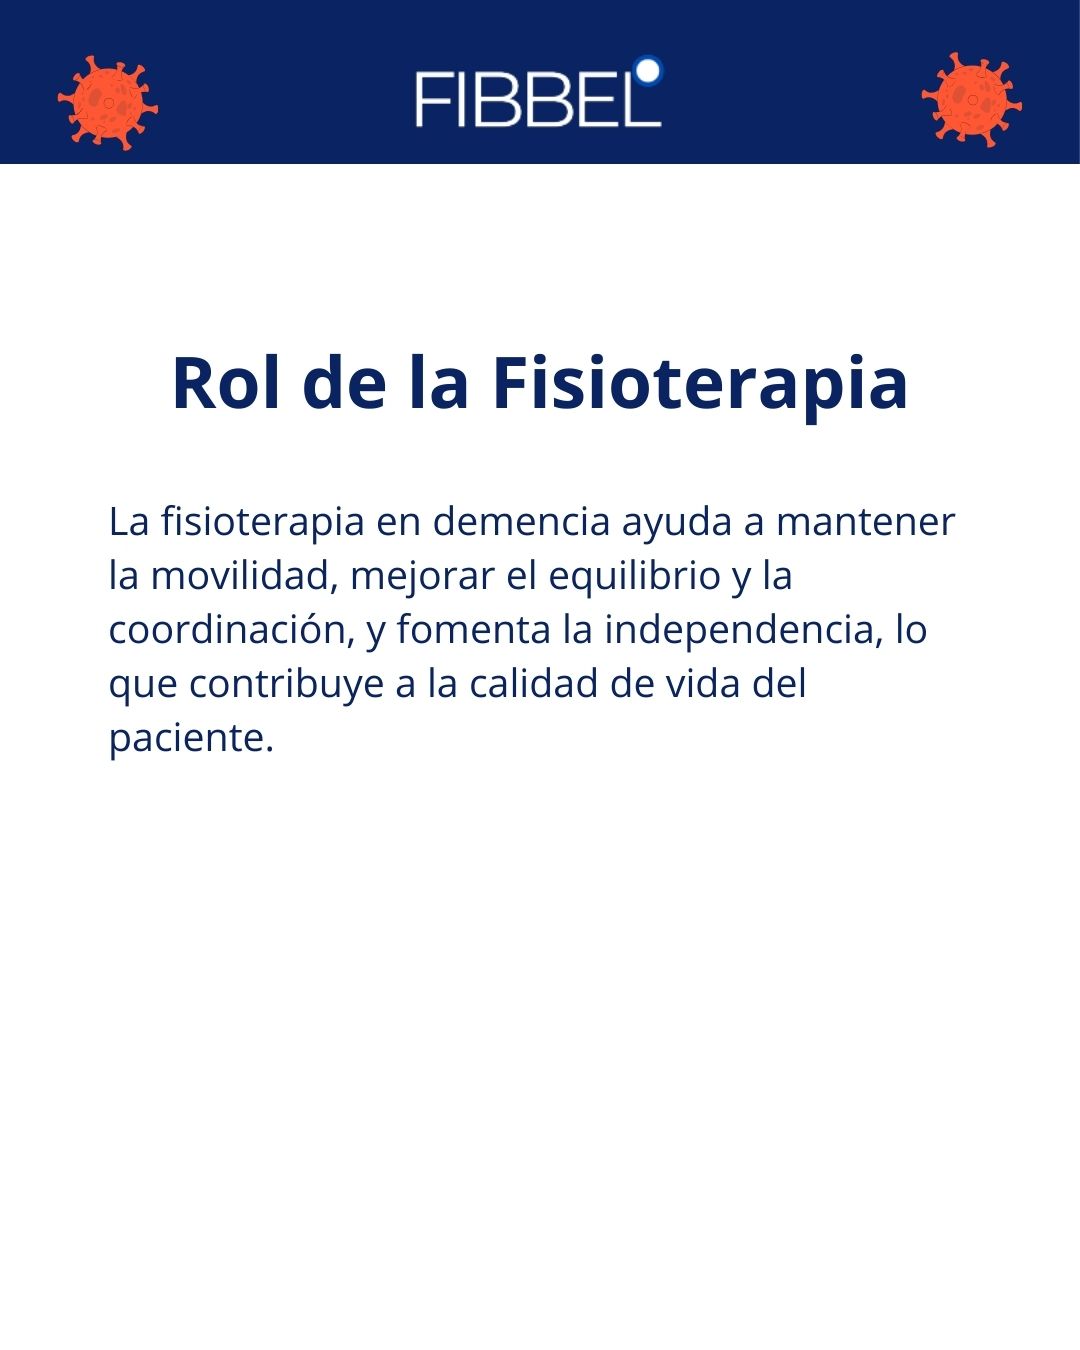 FIBBEL
Rol de la Fisioterapia
La fisioterapia en demencia ayuda a mantener
la movilidad, mejorar el equilibrio y la
coordinación, y fomenta la independencia, lo
que contribuye a la calidad de vida del
paciente.